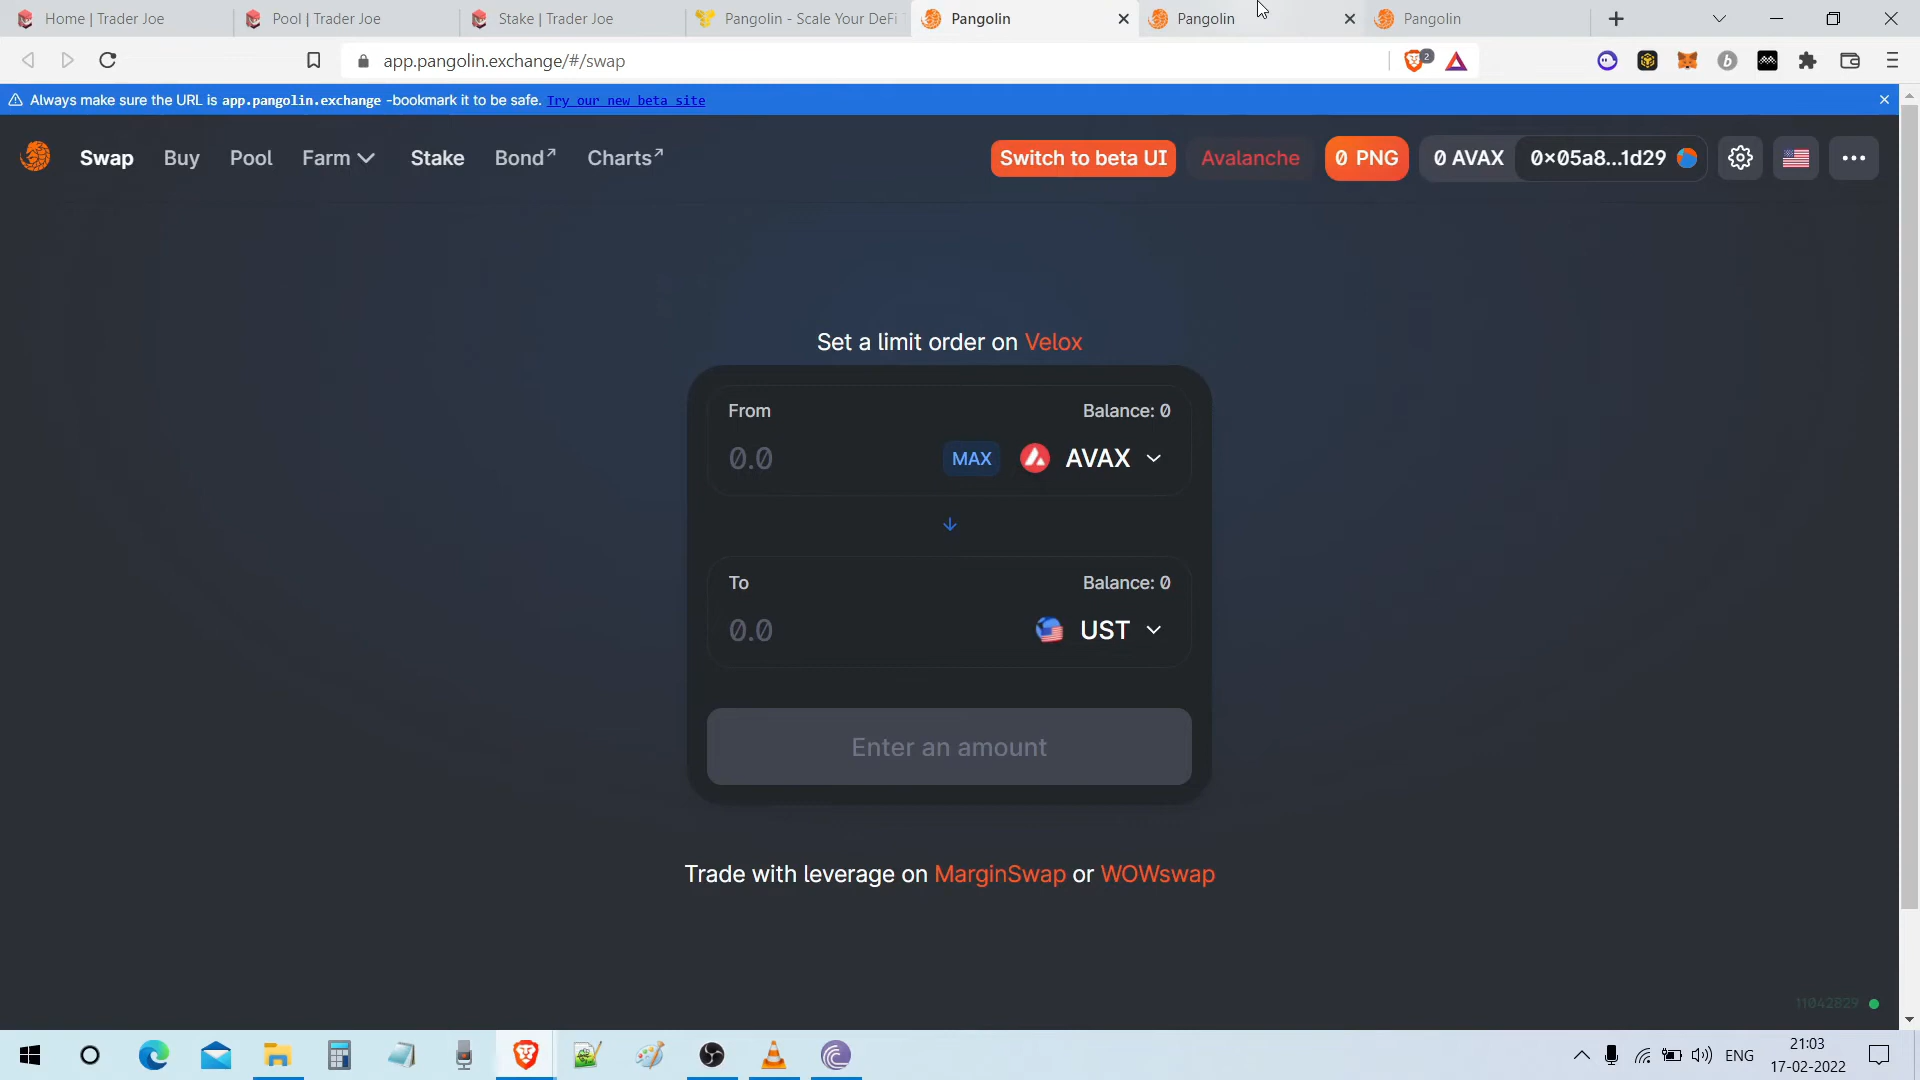 Home | Trader Joe
Pool | Trader Joe
Stake | Trader Joe
Pangolin - Scale Your DeFi
Pangolin
Pangolin
Pangolin
app.pangolin.exchange/#/swap
2
Always make sure the URL is app.pangolin.exchange -bookmark it to be safe. Try our new beta site
Swap
Buy
Pool
Farm
Stake
Bond↗
Charts↗
Switch to beta UI
Avalanche
0 PNG
0 AVAX
0x05a8...1d29
Set a limit order on Velox
From
Balance: 0
0.0
MAX
AVAX
To
Balance: 0
0.0
UST
Enter an amount
Trade with leverage on MarginSwap or WOWswap
11042829
ENG
21:03
17-02-2022